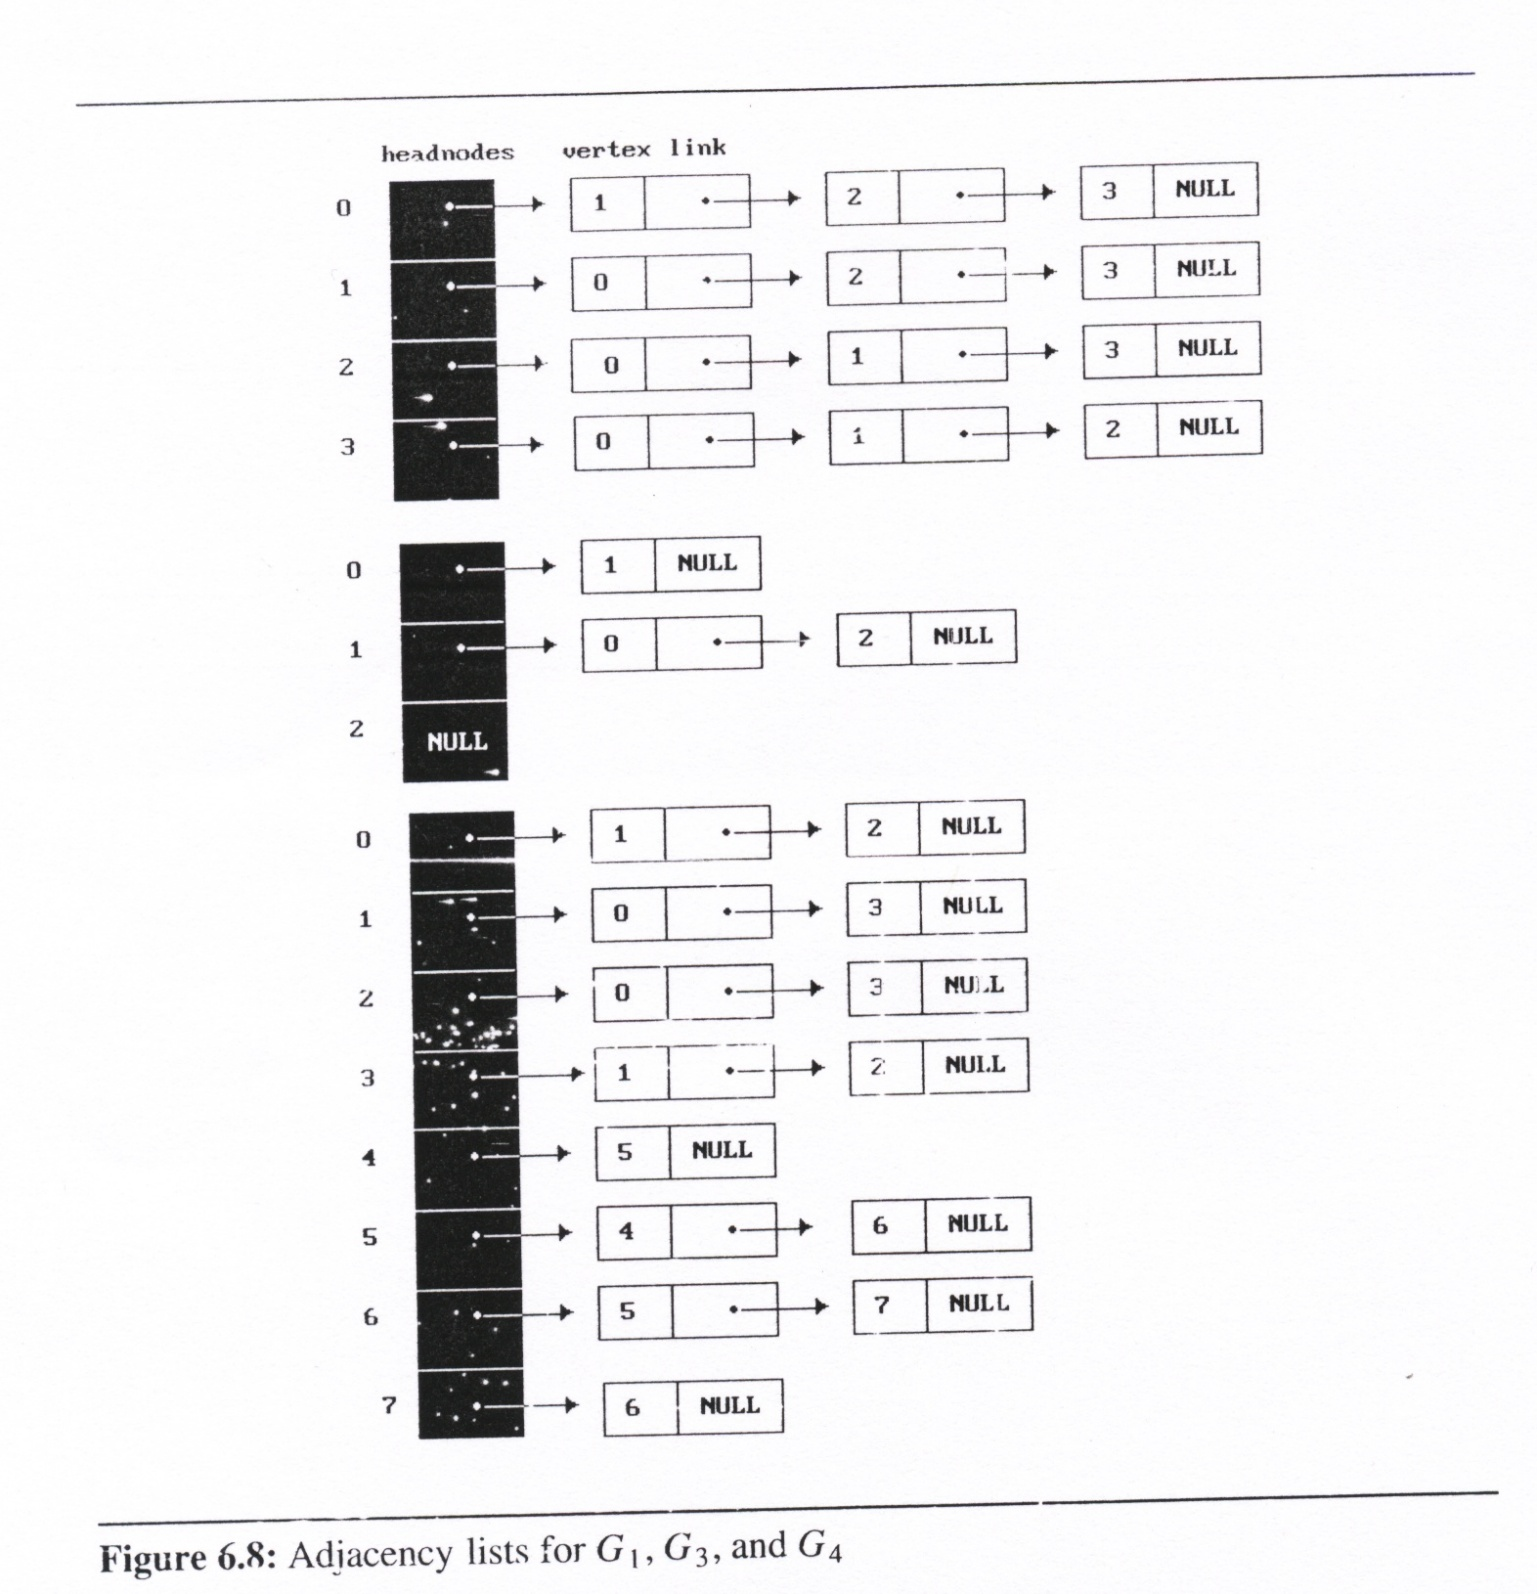 headnodes vertex link
0 1 2 3 NULL
1 0 2 3 NULL
2 0 1 3 NULL
3 0 1 2 NULL
0 1 NULL
1 0 2 NULL
2 NULL
0 1 2 NULL
1 0 3 NULL
2 0 3 NULL
3 1 2 NULL
4 5 NULL
5 4 6 NULL
6 5 7 NULL
7 6 NULL
Figure 6.8: Adjacency lists for G1, G3, and G4